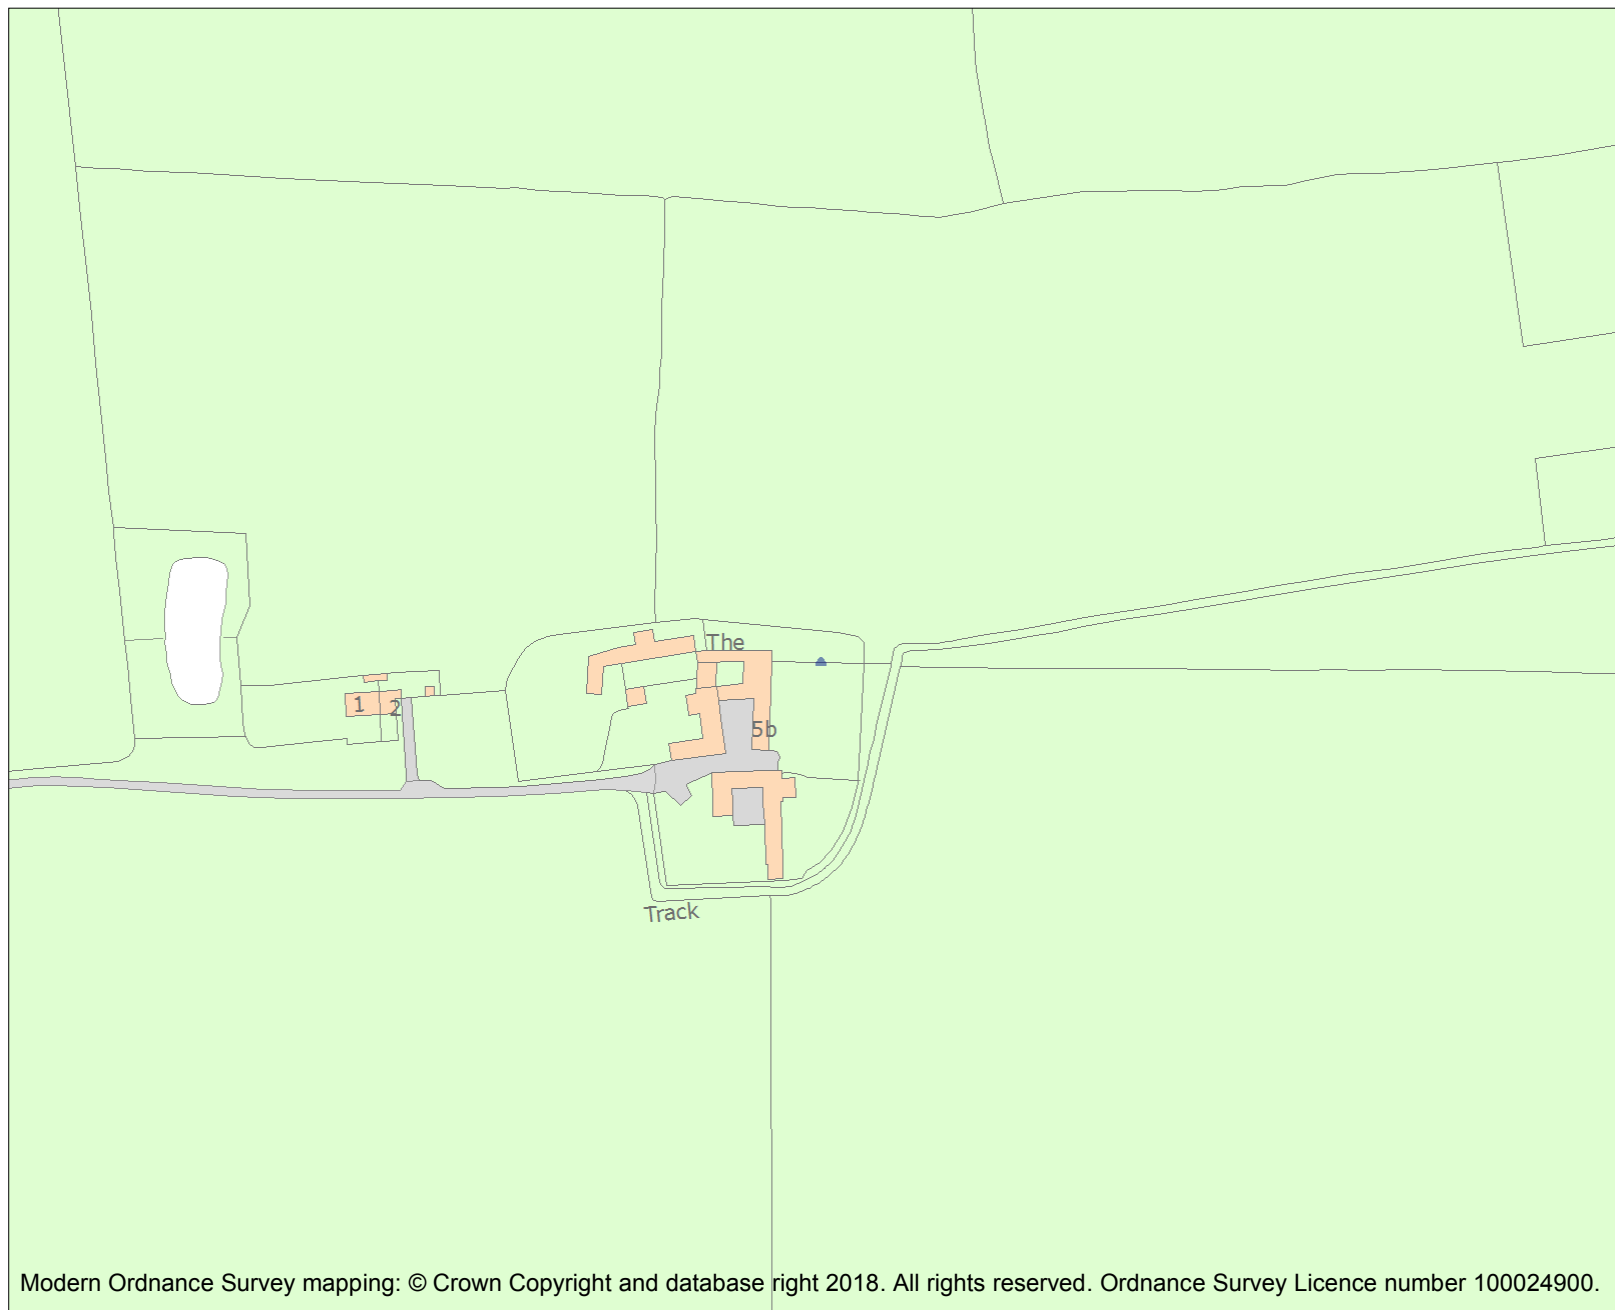 The
1
2
5b
Track
Modern Ordnance Survey mapping: © Crown Copyright and database right 2018. All rights reserved. Ordnance Survey Licence number 100024900.